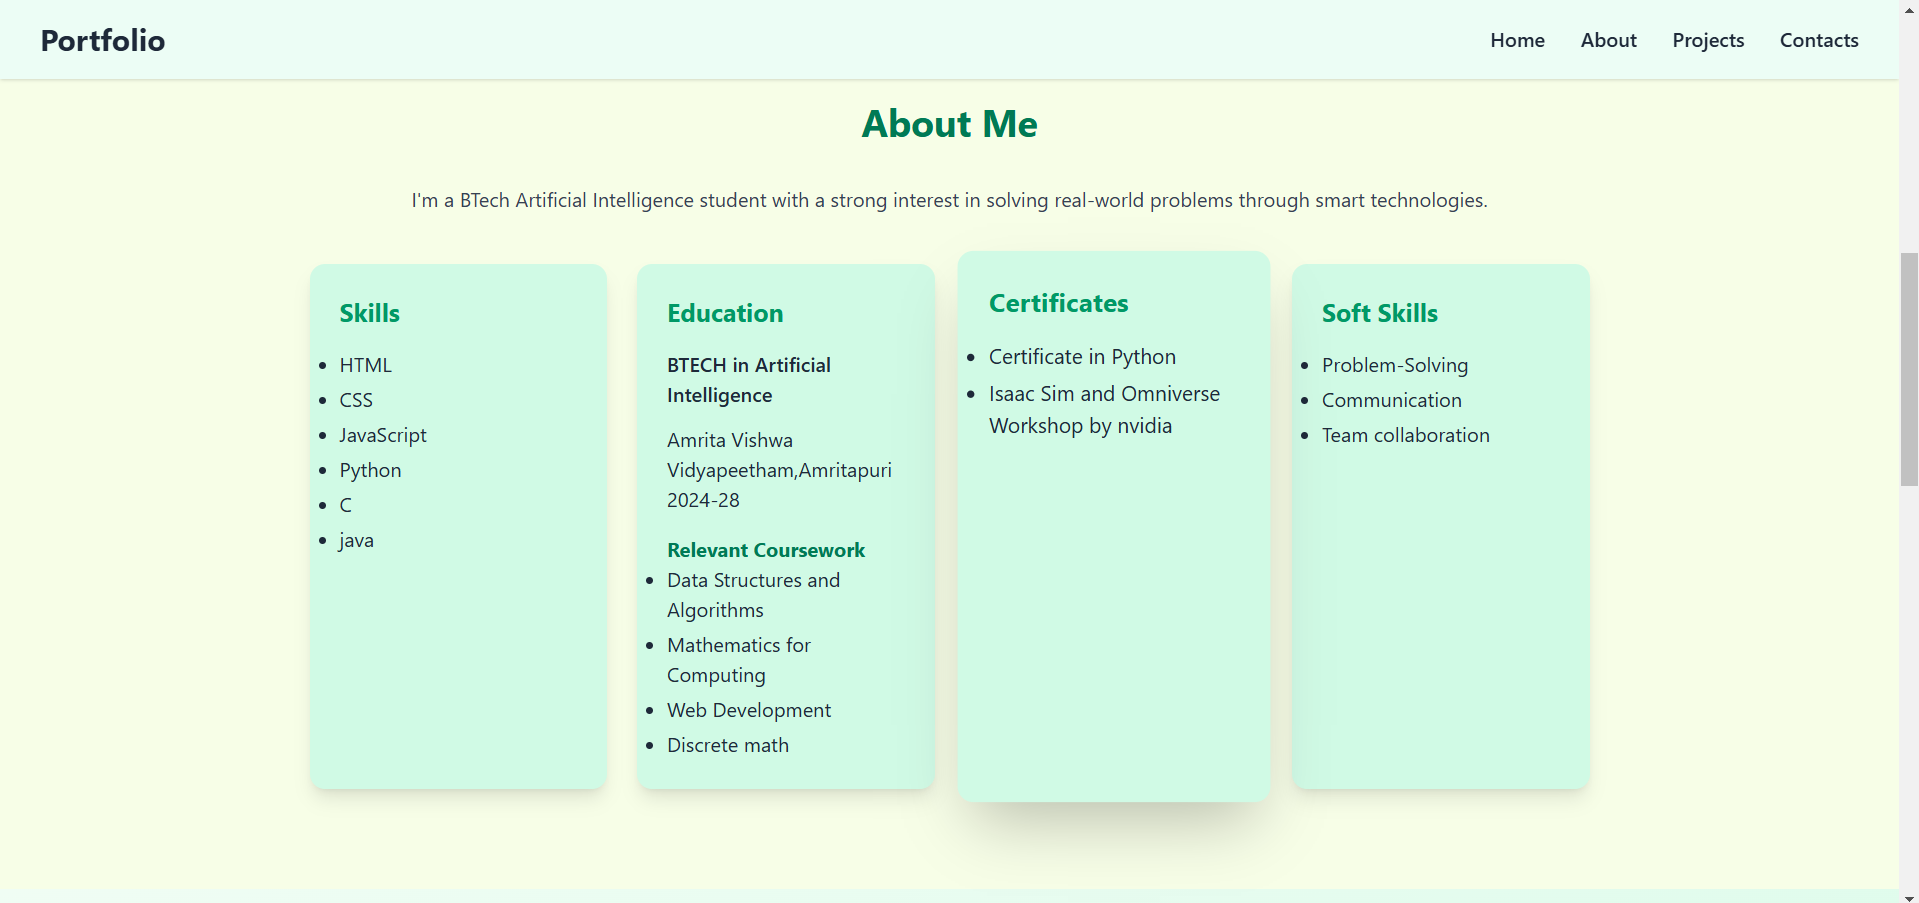 Portfolio
Home
About
Projects
Contacts
About Me
I'm a BTech Artificial Intelligence student with a strong interest in solving real-world problems through smart technologies.
Skills
HTML
CSS
JavaScript
Python
C
java
Education
BTECH in Artificial
Intelligence
Amrita Vishwa
Vidyapeetham,Amritapuri
2024-28
Relevant Coursework
Data Structures and
Algorithms
Mathematics for
Computing
Web Development
Discrete math
Certificates
Certificate in Python
Isaac Sim and Omniverse
Workshop by nvidia
Soft Skills
Problem-Solving
Communication
Team collaboration